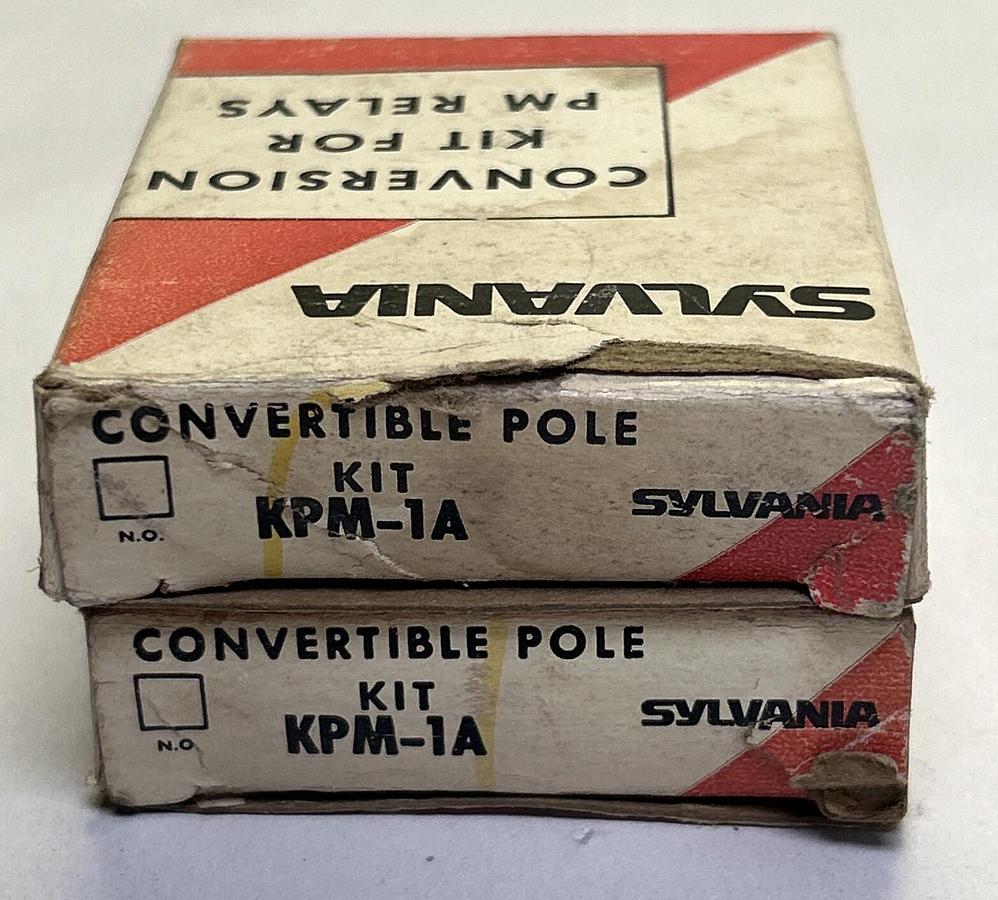 CONVERSION
KIT FOR
PM RELAYS
SYLVANIA
CONVERTIBLE POLE
KIT
KPM-1A
N.O.
SYLVANIA
CONVERTIBLE POLE
KIT
KPM-1A
N.O
SYLVANIA